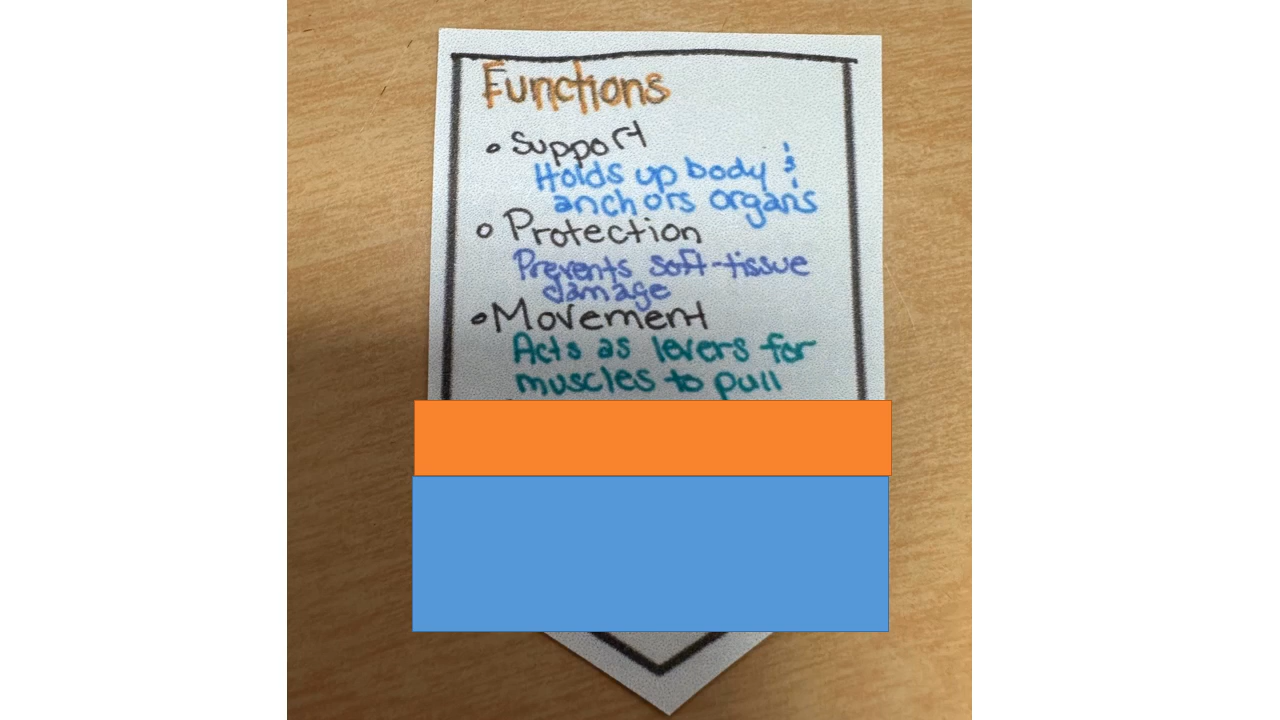 Functions
• Support
Holds up body &
anchors organs
• Protection
Prevents soft-tissue
damage
• Movement
Acts as levers for
muscles to pull